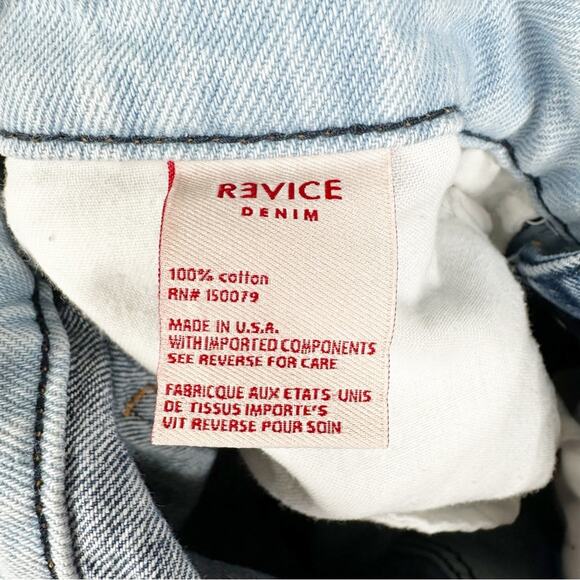 RƎVICE
DENIM
100% cotton
RN# 150079
MADE IN U.S.A.
WITH IMPORTED COMPONENTS
SEE REVERSE FOR CARE
FABRICQUE AUX ETATS-UNIS
DE TISSUS IMPORTE'S
VIT REVERSE POUR SOIN